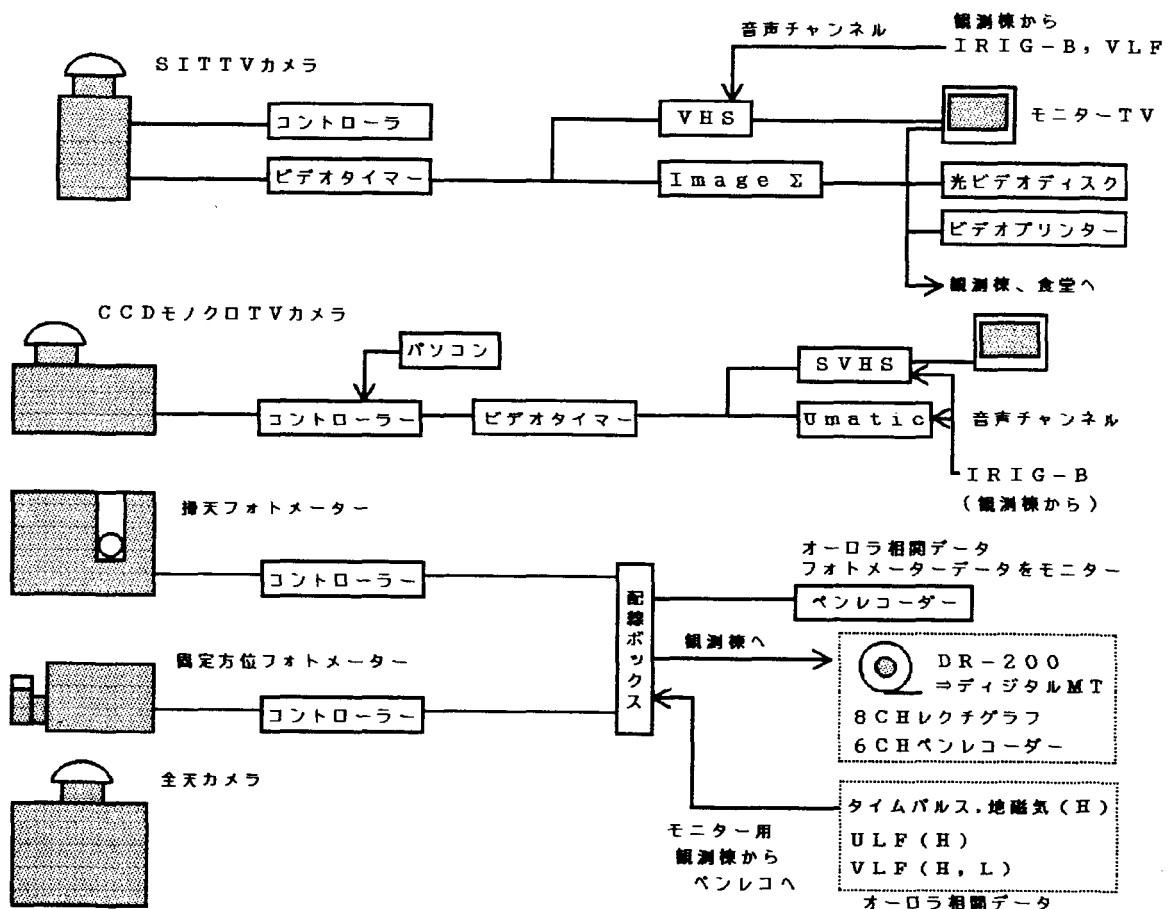 音声チャンネル
観測棟から
IRIG-B, VLF
SITTVカメラ
コントローラ
VHS
モニターTV
ビデオタイマー
Image Σ
光ビデオディスク
ビデオプリンター
観測棟、食堂へ
CCDモノクロTVカメラ
パソコン
SVHS
コントローラー
ビデオタイマー
Umatic
音声チャンネル
IRIG-B
(観測棟から)
掃天フォトメーター
コントローラー
配線ボックス
オーロラ相関データ
フォトメーターデータをモニター
ペンレコーダー
観測棟へ
DR-200
⇒ディジタルMT
8CHレクチグラフ
6CHペンレコーダー
固定方位フォトメーター
コントローラー
全天カメラ
モニター用
観測棟から
ペンレコへ
タイムパルス,地磁気(H)
ULF(H)
VLF(H,L)
オーロラ相関データ